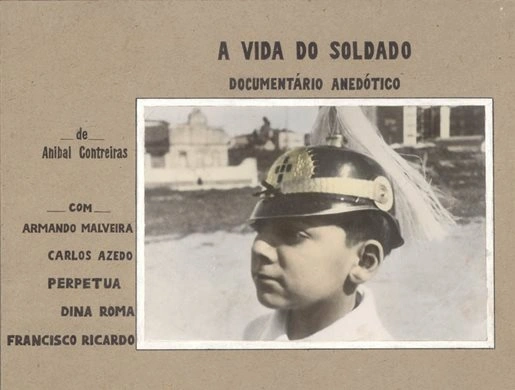 A VIDA DO SOLDADO
DOCUMENTÁRIO ANEDÓTICO
de
Anibal Contreiras
COM
ARMANDO MALVEIRA
CARLOS AZEDO
PERPETUA
DINA ROMA
FRANCISCO RICARDO